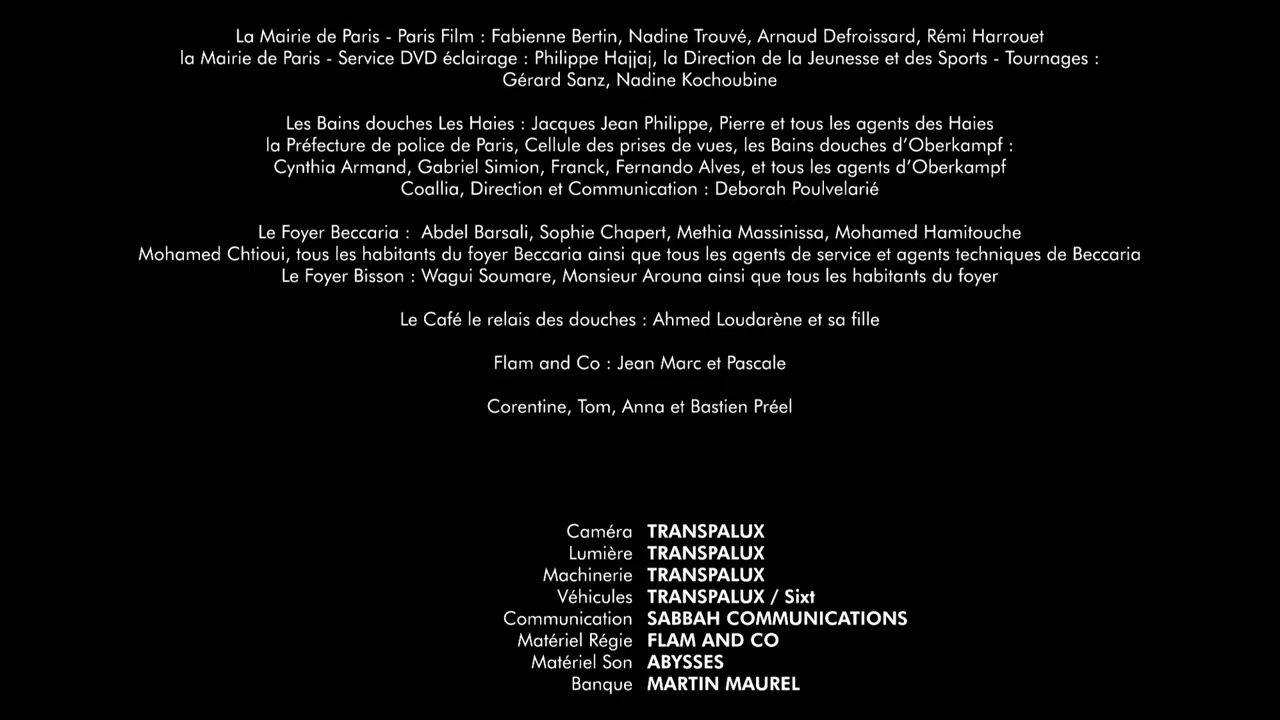 La Mairie de Paris - Paris Film : Fabienne Bertin, Nadine Trouvé, Arnaud Defroissard, Rémi Harrouet
la Mairie de Paris - Service DVD éclairage : Philippe Hajjaj, la Direction de la Jeunesse et des Sports - Tournages :
Gérard Sanz, Nadine Kochoubine
Les Bains douches Les Haies : Jacques Jean Philippe, Pierre et tous les agents des Haies
la Préfecture de police de Paris, Cellule des prises de vues, les Bains douches d’Oberkampf :
Cynthia Armand, Gabriel Simion, Franck, Fernando Alves, et tous les agents d’Oberkampf
Coallia, Direction et Communication : Deborah Poulvelarié
Le Foyer Beccaria : Abdel Barsali, Sophie Chapert, Methia Massinissa, Mohamed Hamitouche
Mohamed Chtioui, tous les habitants du foyer Beccaria ainsi que tous les agents de service et agents techniques de Beccaria
Le Foyer Bisson : Wagui Soumare, Monsieur Arouna ainsi que tous les habitants du foyer
Le Café le relais des douches : Ahmed Loudarène et sa fille
Flam and Co : Jean Marc et Pascale
Corentine, Tom, Anna et Bastien Préel
Caméra TRANSPALUX
Lumière TRANSPALUX
Machinerie TRANSPALUX
Véhicules TRANSPALUX / Sixt
Communication SABBAH COMMUNICATIONS
Matériel Régie FLAM AND CO
Matériel Son ABYSSES
Banque MARTIN MAUREL